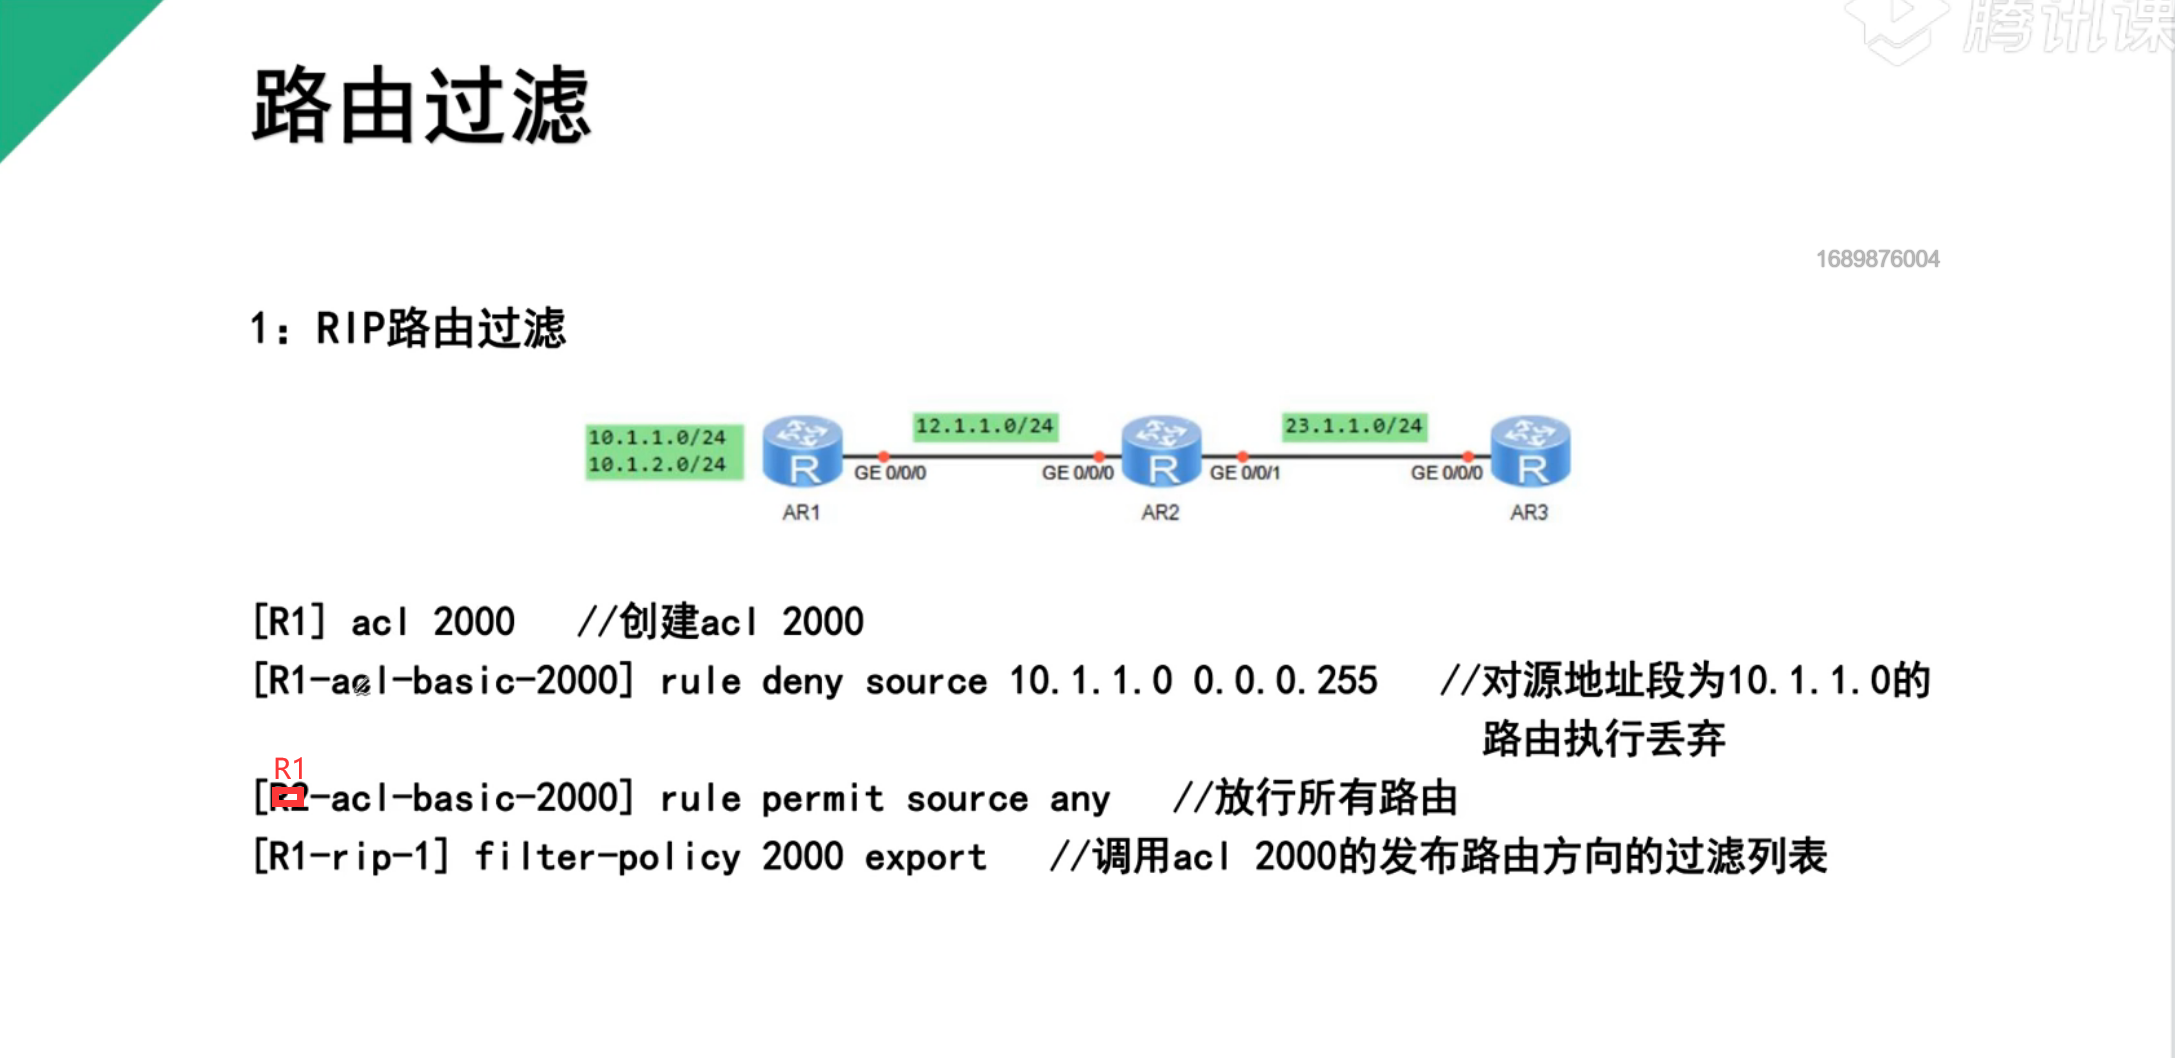 腾讯课
路由过滤
1689876004
1：RIP路由过滤
10.1.1.0/24
10.1.2.0/24
12.1.1.0/24
23.1.1.0/24
R
R
R
GE 0/0/0
GE 0/0/0
GE 0/0/1
GE 0/0/0
AR1
AR2
AR3
[R1] acl 2000 //创建acl 2000
[R1-acl-basic-2000] rule deny source 10.1.1.0 0.0.0.255 //对源地址段为10.1.1.0的
路由执行丢弃
R1
[R2-acl-basic-2000] rule permit source any //放行所有路由
[R1-rip-1] filter-policy 2000 export //调用acl 2000的发布路由方向的过滤列表